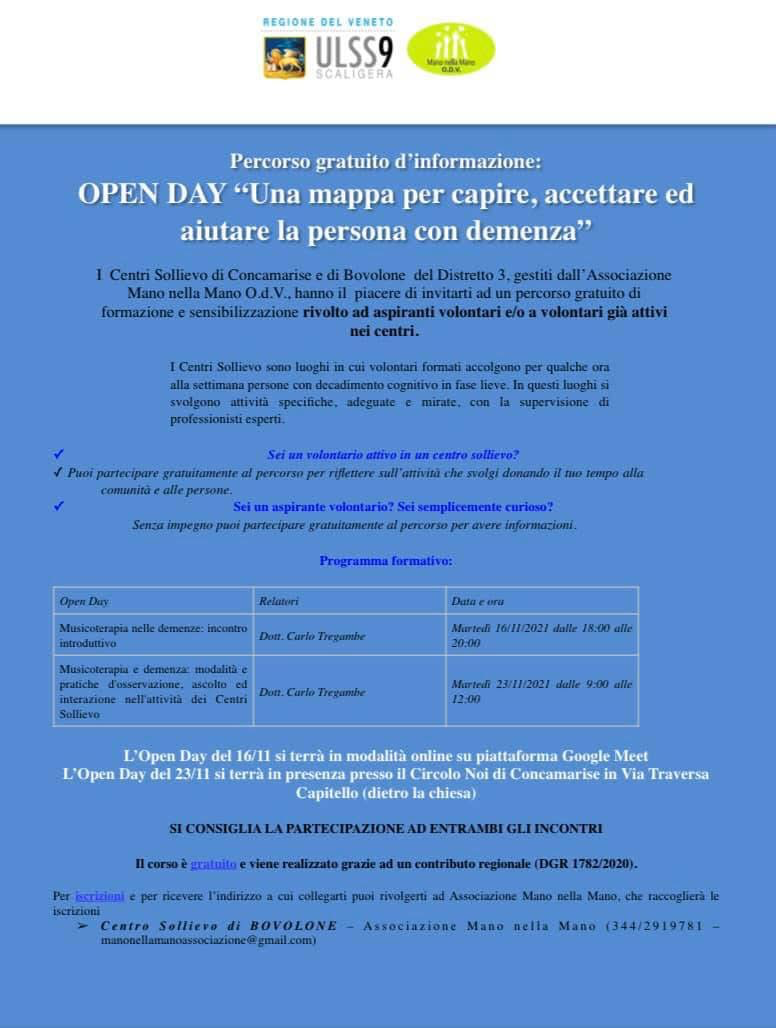 REGIONE DEL VENETO
ULSS9
SCALIGERA
Mano nella Mano
O.D.V.
Percorso gratuito d'informazione:
OPEN DAY “Una mappa per capire, accettare ed
aiutare la persona con demenza”
I Centri Sollievo di Concamarise e di Bovolone del Distretto 3, gestiti dall'Associazione
Mano nella Mano O.d.V., hanno il piacere di invitarti ad un percorso gratuito di
formazione e sensibilizzazione rivolto ad aspiranti volontari e/o a volontari già attivi
nei centri.
I Centri Sollievo sono luoghi in cui volontari formati accolgono per qualche ora
alla settimana persone con decadimento cognitivo in fase lieve. In questi luoghi si
svolgono attività specifiche, adeguate e mirate, con la supervisione di
professionisti esperti.
✓ Sei un volontario attivo in un centro sollievo?
✓ Puoi partecipare gratuitamente al percorso per riflettere sull'attività che svolgi donando il tuo tempo alla
comunità e alle persone.
✓ Sei un aspirante volontario? Sei semplicemente curioso?
Senza impegno puoi partecipare gratuitamente al percorso per avere informazioni.
Programma formativo:
Open Day Relatori Data e ora
Musicoterapia nelle demenze: incontro
introduttivo
Dott. Carlo Tregambe
Martedì 16/11/2021 dalle 18:00 alle
20:00
Musicoterapia e demenza: modalità e
pratiche d'osservazione, ascolto ed
interazione nell'attività dei Centri
Sollievo
Dott. Carlo Tregambe
Martedì 23/11/2021 dalle 9:00 alle
12:00
L'Open Day del 16/11 si terrà in modalità online su piattaforma Google Meet
L'Open Day del 23/11 si terrà in presenza presso il Circolo Noi di Concamarise in Via Traversa
Capitello (dietro la chiesa)
SI CONSIGLIA LA PARTECIPAZIONE AD ENTRAMBI GLI INCONTRI
Il corso è gratuito e viene realizzato grazie ad un contributo regionale (DGR 1782/2020).
Per iscrizioni e per ricevere l'indirizzo a cui collegarti puoi rivolgerti ad Associazione Mano nella Mano, che raccoglierà le
iscrizioni
➢ Centro Sollievo di BOVOLONE – Associazione Mano nella Mano (344/2919781 –
manonellamanoassociazione@gmail.com)